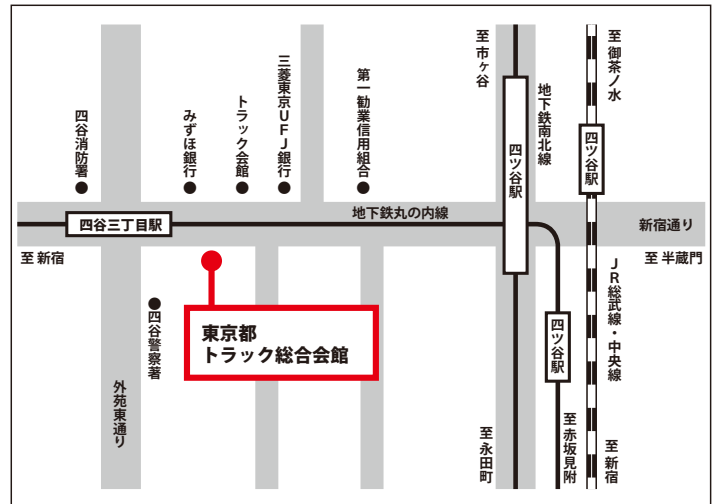 四谷消防署
みずほ銀行
トラック会館
三菱東京UFJ銀行
第一勧業信用組合
至 市ヶ谷
地下鉄南北線
至 御茶ノ水
四ツ谷駅
四ツ谷駅
四谷三丁目駅
地下鉄丸の内線
新宿通り
至 新宿
至 半蔵門
四谷警察著
東京都
トラック総合会館
四ツ谷駅
JR総武線・中央線
外苑東通り
至 永田町
至 赤坂見附
至 新宿